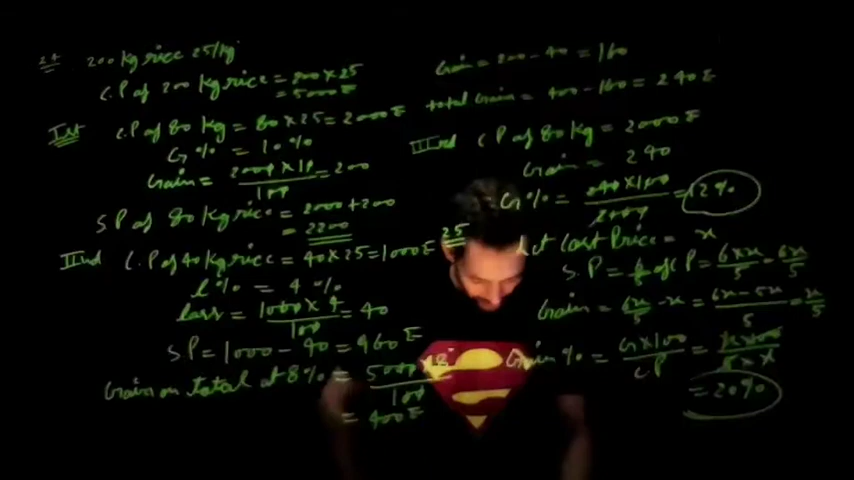 24 200 kg rice 25/kg
C.P of 200 kg rice = 200 × 25
= 5000 ₹
Ist C.P of 80 kg = 80 × 25 = 2000 ₹
G % = 10 %
Gain = 2000 × 10 / 100 = 200
S P of 80 kg rice = 2000 + 200
= 2200
IInd C.P of 40 kg rice = 40 × 25 = 1000 ₹
l % = 4 %
loss = 1000 × 4 / 100 = 40
S P = 1000 - 40 = 960 ₹
Gain on total at 8 % = 5000 × 8 / 100
= 400 ₹
Gain = 200 - 40 = 160
total Gain = 400 - 160 = 240 ₹
IIIrd C P of 80 kg = 2000 ₹
Gain = 240
G % = 240 × 100 / 2000 = 12 %
25 Let Cost Price = x
S.P = 6/5 of C P = 6 × x / 5 = 6x/5
Gain = 6x/5 - x = 6x - 5x / 5 = x/5
Gain % = G × 100 / CP = x × 100 / 5 × x
= 20 %